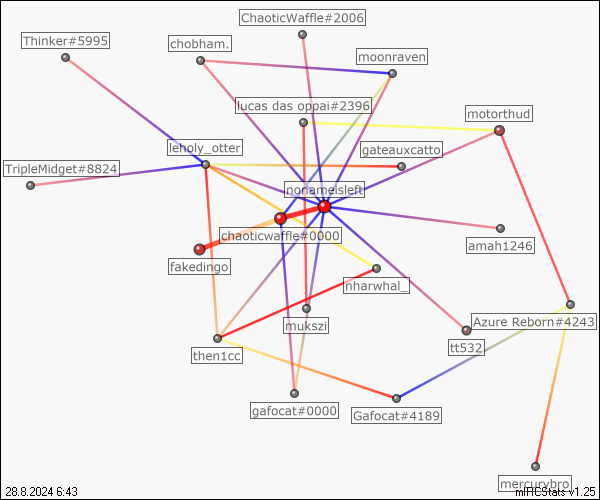 ChaoticWaffle#2006
Thinker#5995
chobham.
moonraven
lucas das oppai#2396
motorthud
leholy_otter
gateauxcatto
TripleMidget#8824
nonameisleft
chaoticwaffle#0000
amah1246
fakedingo
nharwhal_
mukszi
Azure Reborn#4243
then1cc
tt532
gafocat#0000
Gafocat#4189
mercurybro
28.8.2024 6:43
mIRCStats v1.25